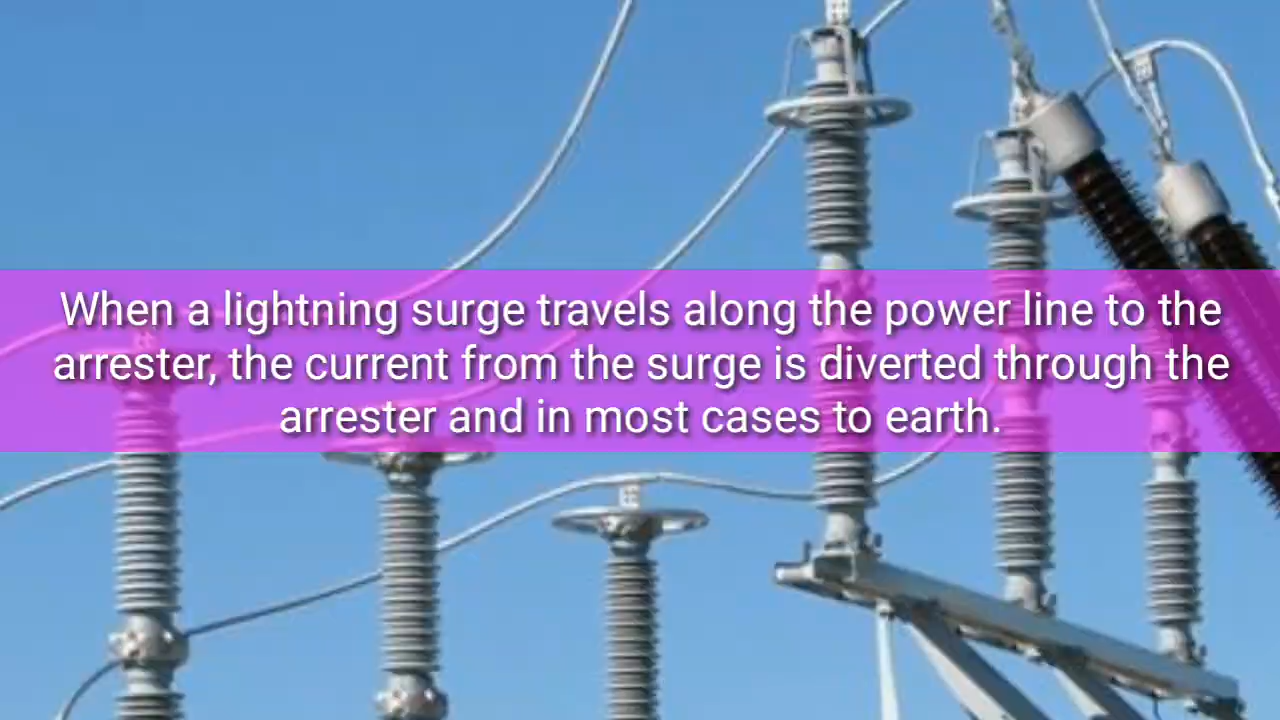 When a lightning surge travels along the power line to the
arrester, the current from the surge is diverted through the
arrester and in most cases to earth.